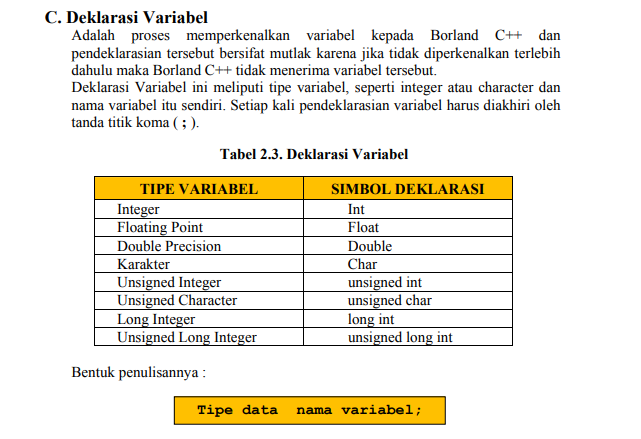 C. Deklarasi Variabel
Adalah proses memperkenalkan variabel kepada Borland C++ dan
pendeklarasian tersebut bersifat mutlak karena jika tidak diperkenalkan terlebih
dahulu maka Borland C++ tidak menerima variabel tersebut.
Deklarasi Variabel ini meliputi tipe variabel, seperti integer atau character dan
nama variabel itu sendiri. Setiap kali pendeklarasian variabel harus diakhiri oleh
tanda titik koma ( ; ).
Tabel 2.3. Deklarasi Variabel
TIPE VARIABEL SIMBOL DEKLARASI
Integer Int
Floating Point Float
Double Precision Double
Karakter Char
Unsigned Integer unsigned int
Unsigned Character unsigned char
Long Integer long int
Unsigned Long Integer unsigned long int
Bentuk penulisannya :
Tipe data nama variabel;